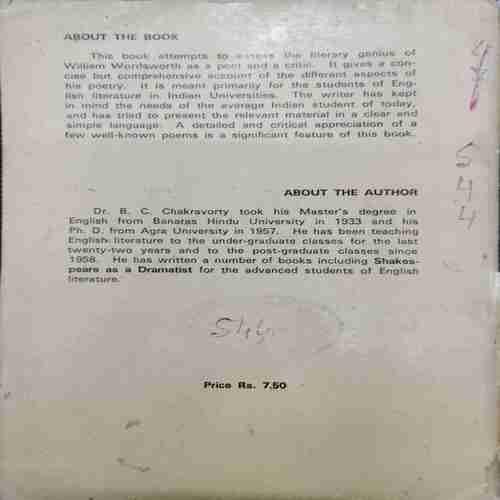 ABOUT THE BOOK
This book attempts to assess the literary genius of
William Wordsworth as a poet and a critic. It gives a con-
cise but comprehensive account of the different aspects of
his poetry. It is meant primarily for the students of Eng-
lish literature in Indian Universities. The writer has kept
in mind the needs of the average Indian student of today,
and has tried to present the relevant material in a clear and
simple language. A detailed and critical appreciation of a
few well-known poems is a significant feature of this book.
ABOUT THE AUTHOR
Dr. B. C. Chakravorty took his Master's degree in
English from Banaras Hindu University in 1933 and his
Ph. D. from Agra University in 1957. He has been teaching
English literature to the under-graduate classes for the last
twenty-two years and to the post-graduate classes since
1958. He has written a number of books including Shakes-
peare as a Dramatist for the advanced students of English
literature.
544
Price Rs. 7.50